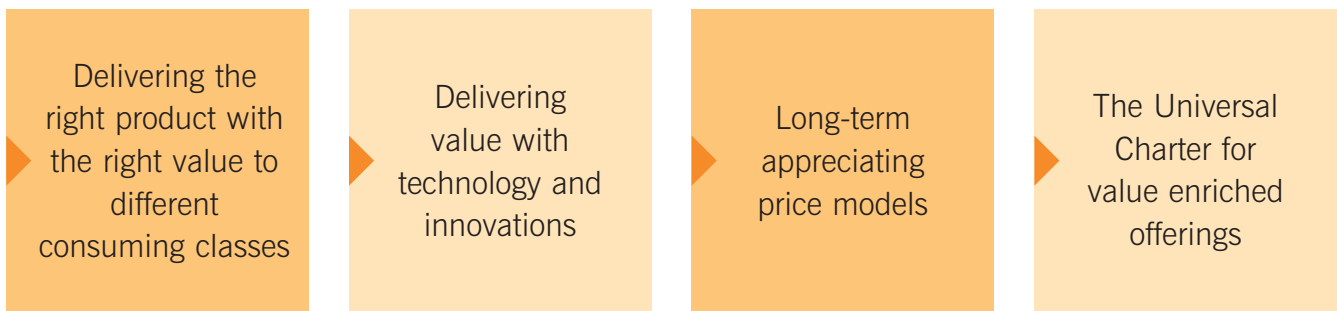 Delivering the
right product with
the right value to
different
consuming classes
Delivering
value with
technology and
innovations
Long-term
appreciating
price models
The Universal
Charter for
value enriched
offerings